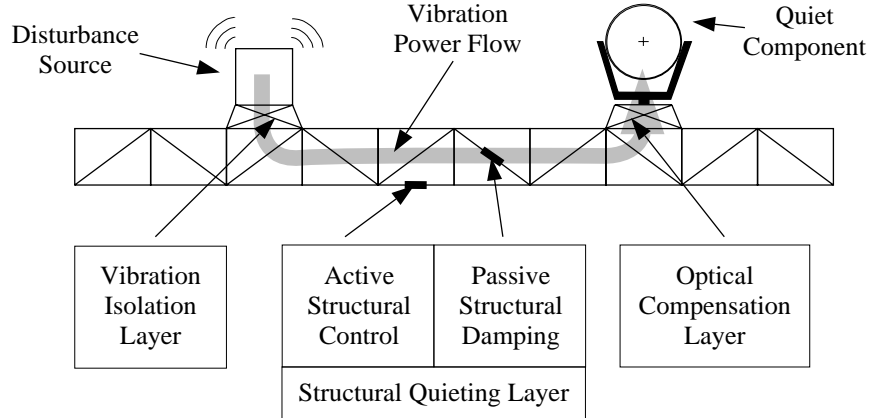 Disturbance
Source
Vibration
Power Flow
Quiet
Component
Vibration
Isolation
Layer
Active
Structural
Control
Passive
Structural
Damping
Optical
Compensation
Layer
Structural Quieting Layer